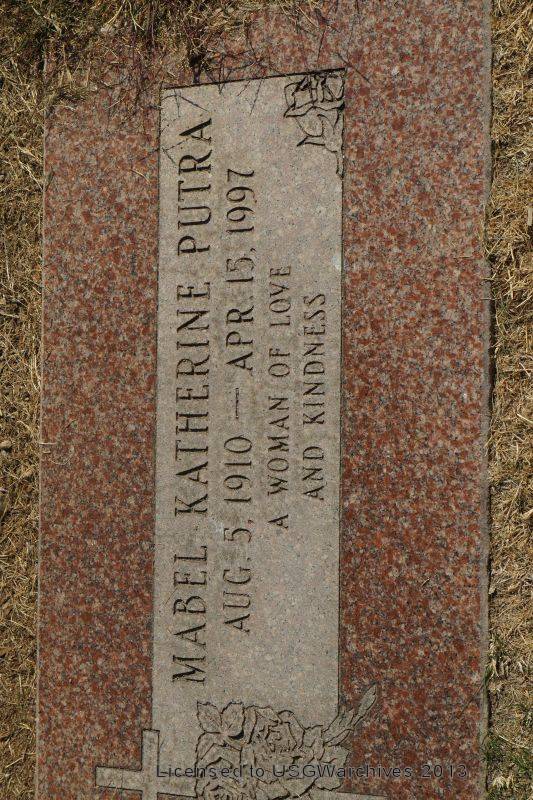 MABEL KATHERINE PUTRA
AUG. 5, 1910 — APR. 15, 1997
A WOMAN OF LOVE
AND KINDNESS
Licensed to USGWarchives 2013